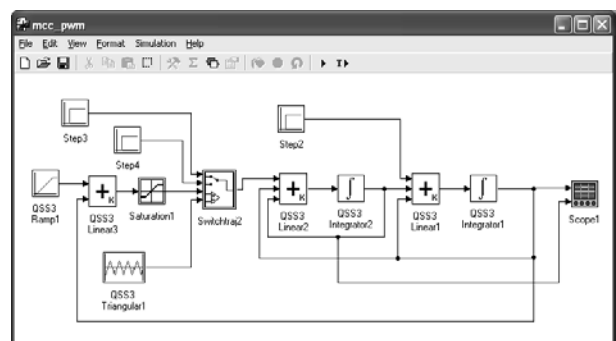 mcc_pwm
File Edit View Format Simulation Help
Step3
Step4
Step2
QSS3
Ramp1
QSS3
Linear3
Saturation1
Switchtraj2
QSS3
Linear2
QSS3
Integrator2
QSS3
Linear1
QSS3
Integrator1
Scope1
QSS3
Triangular1
K
K
K